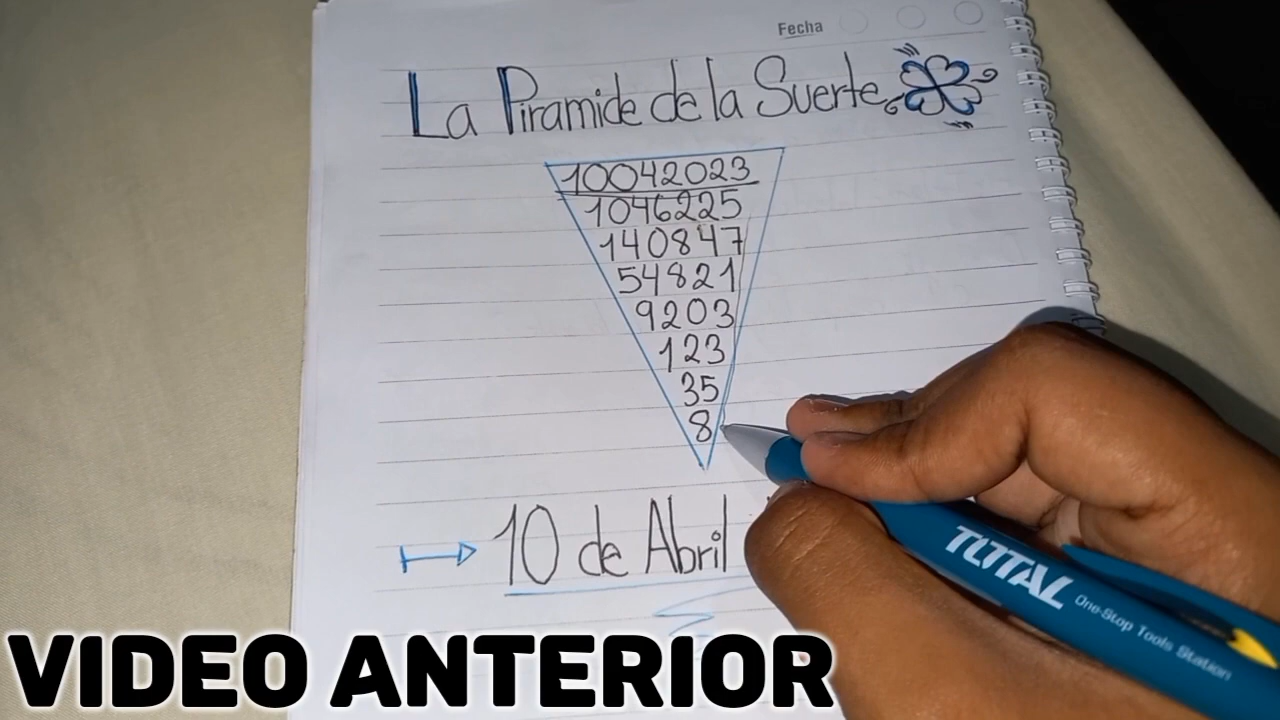 Fecha
La Piramide de la Suerte
10042023
1046225
140847
54821
9203
123
35
8
10 de Abril
TOTAL
One-Stop Tools Station
VIDEO ANTERIOR